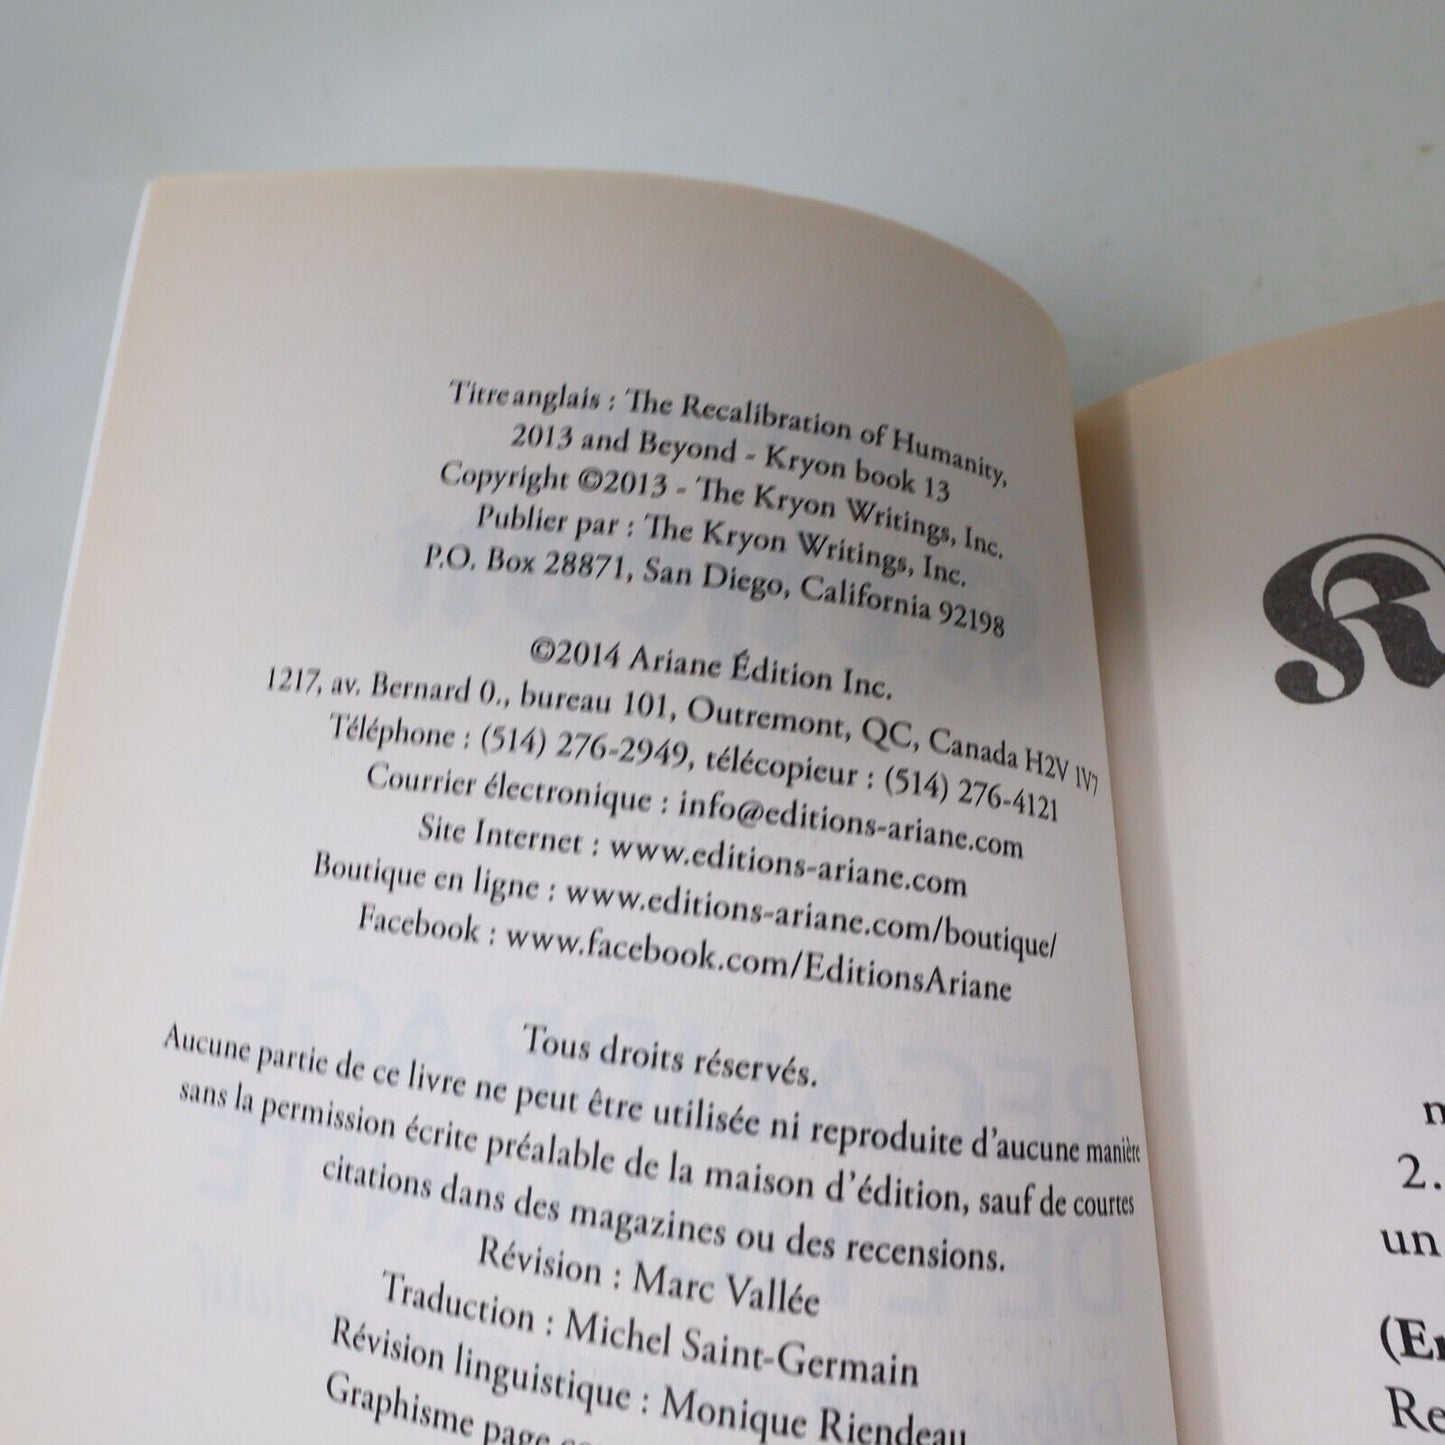 Titre anglais : The Recalibration of Humanity,
2013 and Beyond - Kryon book 13
Copyright ©2013 - The Kryon Writings, Inc.
Publier par : The Kryon Writings, Inc.
P.O. Box 28871, San Diego, California 92198
©2014 Ariane Édition Inc.
1217, av. Bernard O., bureau 101, Outremont, QC, Canada H2V 1V7
Téléphone : (514) 276-2949, télécopieur : (514) 276-4121
Courrier électronique : info@editions-ariane.com
Site Internet : www.editions-ariane.com
Boutique en ligne : www.editions-ariane.com/boutique/
Facebook : www.facebook.com/EditionsAriane
Tous droits réservés.
Aucune partie de ce livre ne peut être utilisée ni reproduite d'aucune manière
sans la permission écrite préalable de la maison d'édition, sauf de courtes
citations dans des magazines ou des recensions.
Révision : Marc Vallée
Traduction : Michel Saint-Germain
Révision linguistique : Monique Riendeau
Graphisme page
2.
un